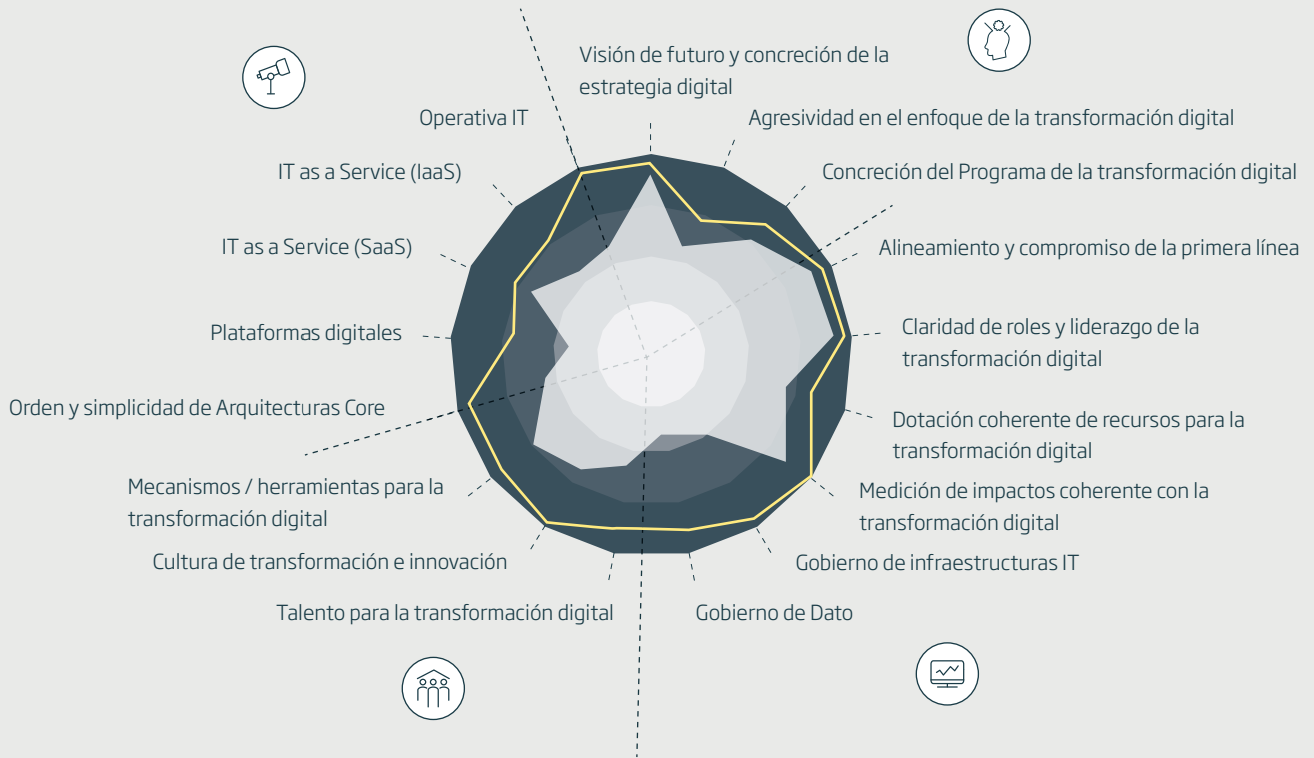 Visión de futuro y concreción de la
estrategia digital
Agresividad en el enfoque de la transformación digital
Concreción del Programa de la transformación digital
Alineamiento y compromiso de la primera línea
Claridad de roles y liderazgo de la
transformación digital
Dotación coherente de recursos para la
transformación digital
Medición de impactos coherente con la
transformación digital
Gobierno de infraestructuras IT
Gobierno de Dato
Talento para la transformación digital
Cultura de transformación e innovación
Mecanismos / herramientas para la
transformación digital
Orden y simplicidad de Arquitecturas Core
Plataformas digitales
IT as a Service (SaaS)
IT as a Service (IaaS)
Operativa IT